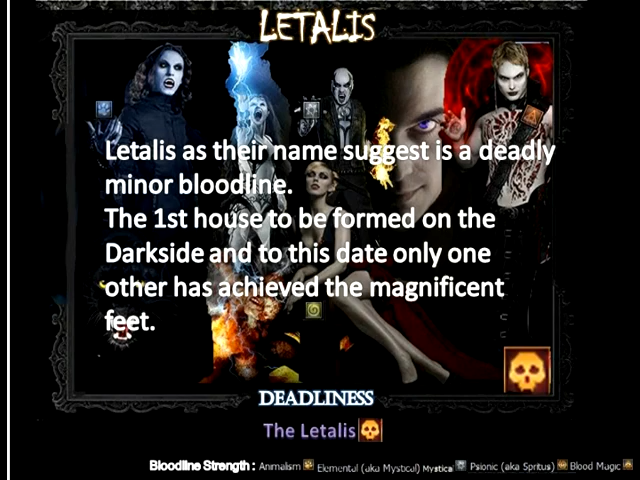 LETALIS
Letalis as their name suggest is a deadly
minor bloodline.
The 1st house to be formed on the
Darkside and to this date only one
other has achieved the magnificent
feet.
DEADLINESS
The Letalis
Bloodline Strength : Animalism Elemental (aka Mystical) Mystical Psionic (aka Spritus) Blood Magic